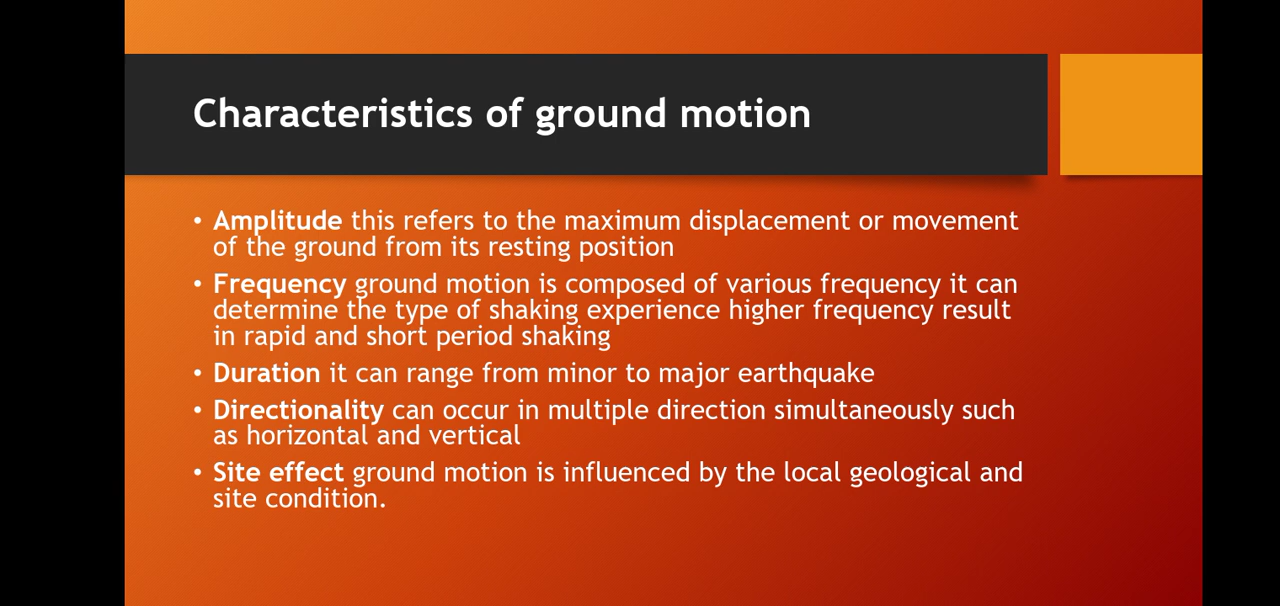 Characteristics of ground motion
• Amplitude this refers to the maximum displacement or movement
of the ground from its resting position
• Frequency ground motion is composed of various frequency it can
determine the type of shaking experience higher frequency result
in rapid and short period shaking
• Duration it can range from minor to major earthquake
• Directionality can occur in multiple direction simultaneously such
as horizontal and vertical
• Site effect ground motion is influenced by the local geological and
site condition.